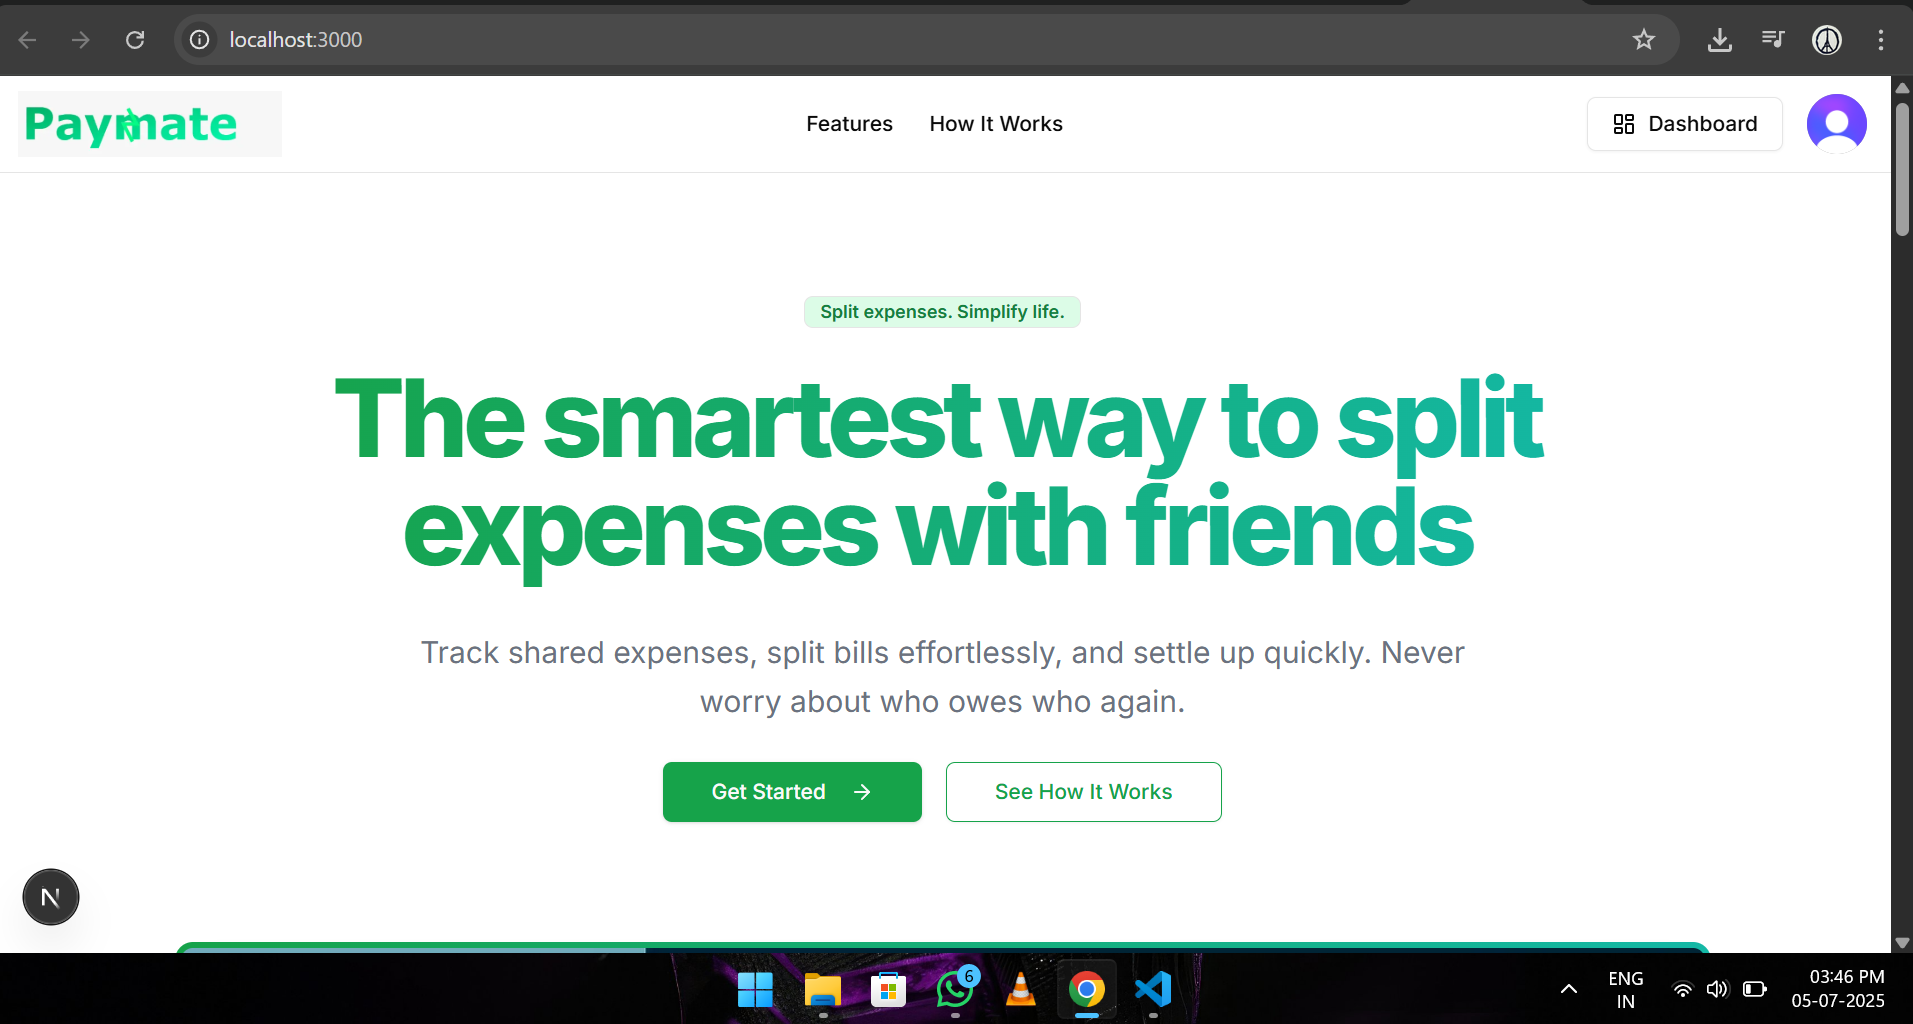 localhost:3000
Paymate
Features
How It Works
Dashboard
Split expenses. Simplify life.
The smartest way to split
expenses with friends
Track shared expenses, split bills effortlessly, and settle up quickly. Never
worry about who owes who again.
Get Started
See How It Works
N
6
ENG
IN
03:46 PM
05-07-2025